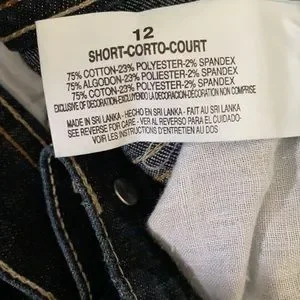 12
SHORT-CORTO-COURT
75% COTTON-23% POLYESTER-2% SPANDEX
75% ALGODON-23% POLIESTER-2% SPANDEX
75% COTON-23% POLYESTER-2% SPANDEX
EXCLUSIVE OF DECORATION-EXCLUYENDO LA DECORACION-DÉCORATION NON COMPRISE
MADE IN SRI LANKA - HECHO EN SRI LANKA - FAIT AU SRI LANKA
SEE REVERSE FOR CARE - VER AL REVERSO PARA EL CUIDADO-
VOIR LES INSTRUCTIONS D'ENTRETIEN AU DOS